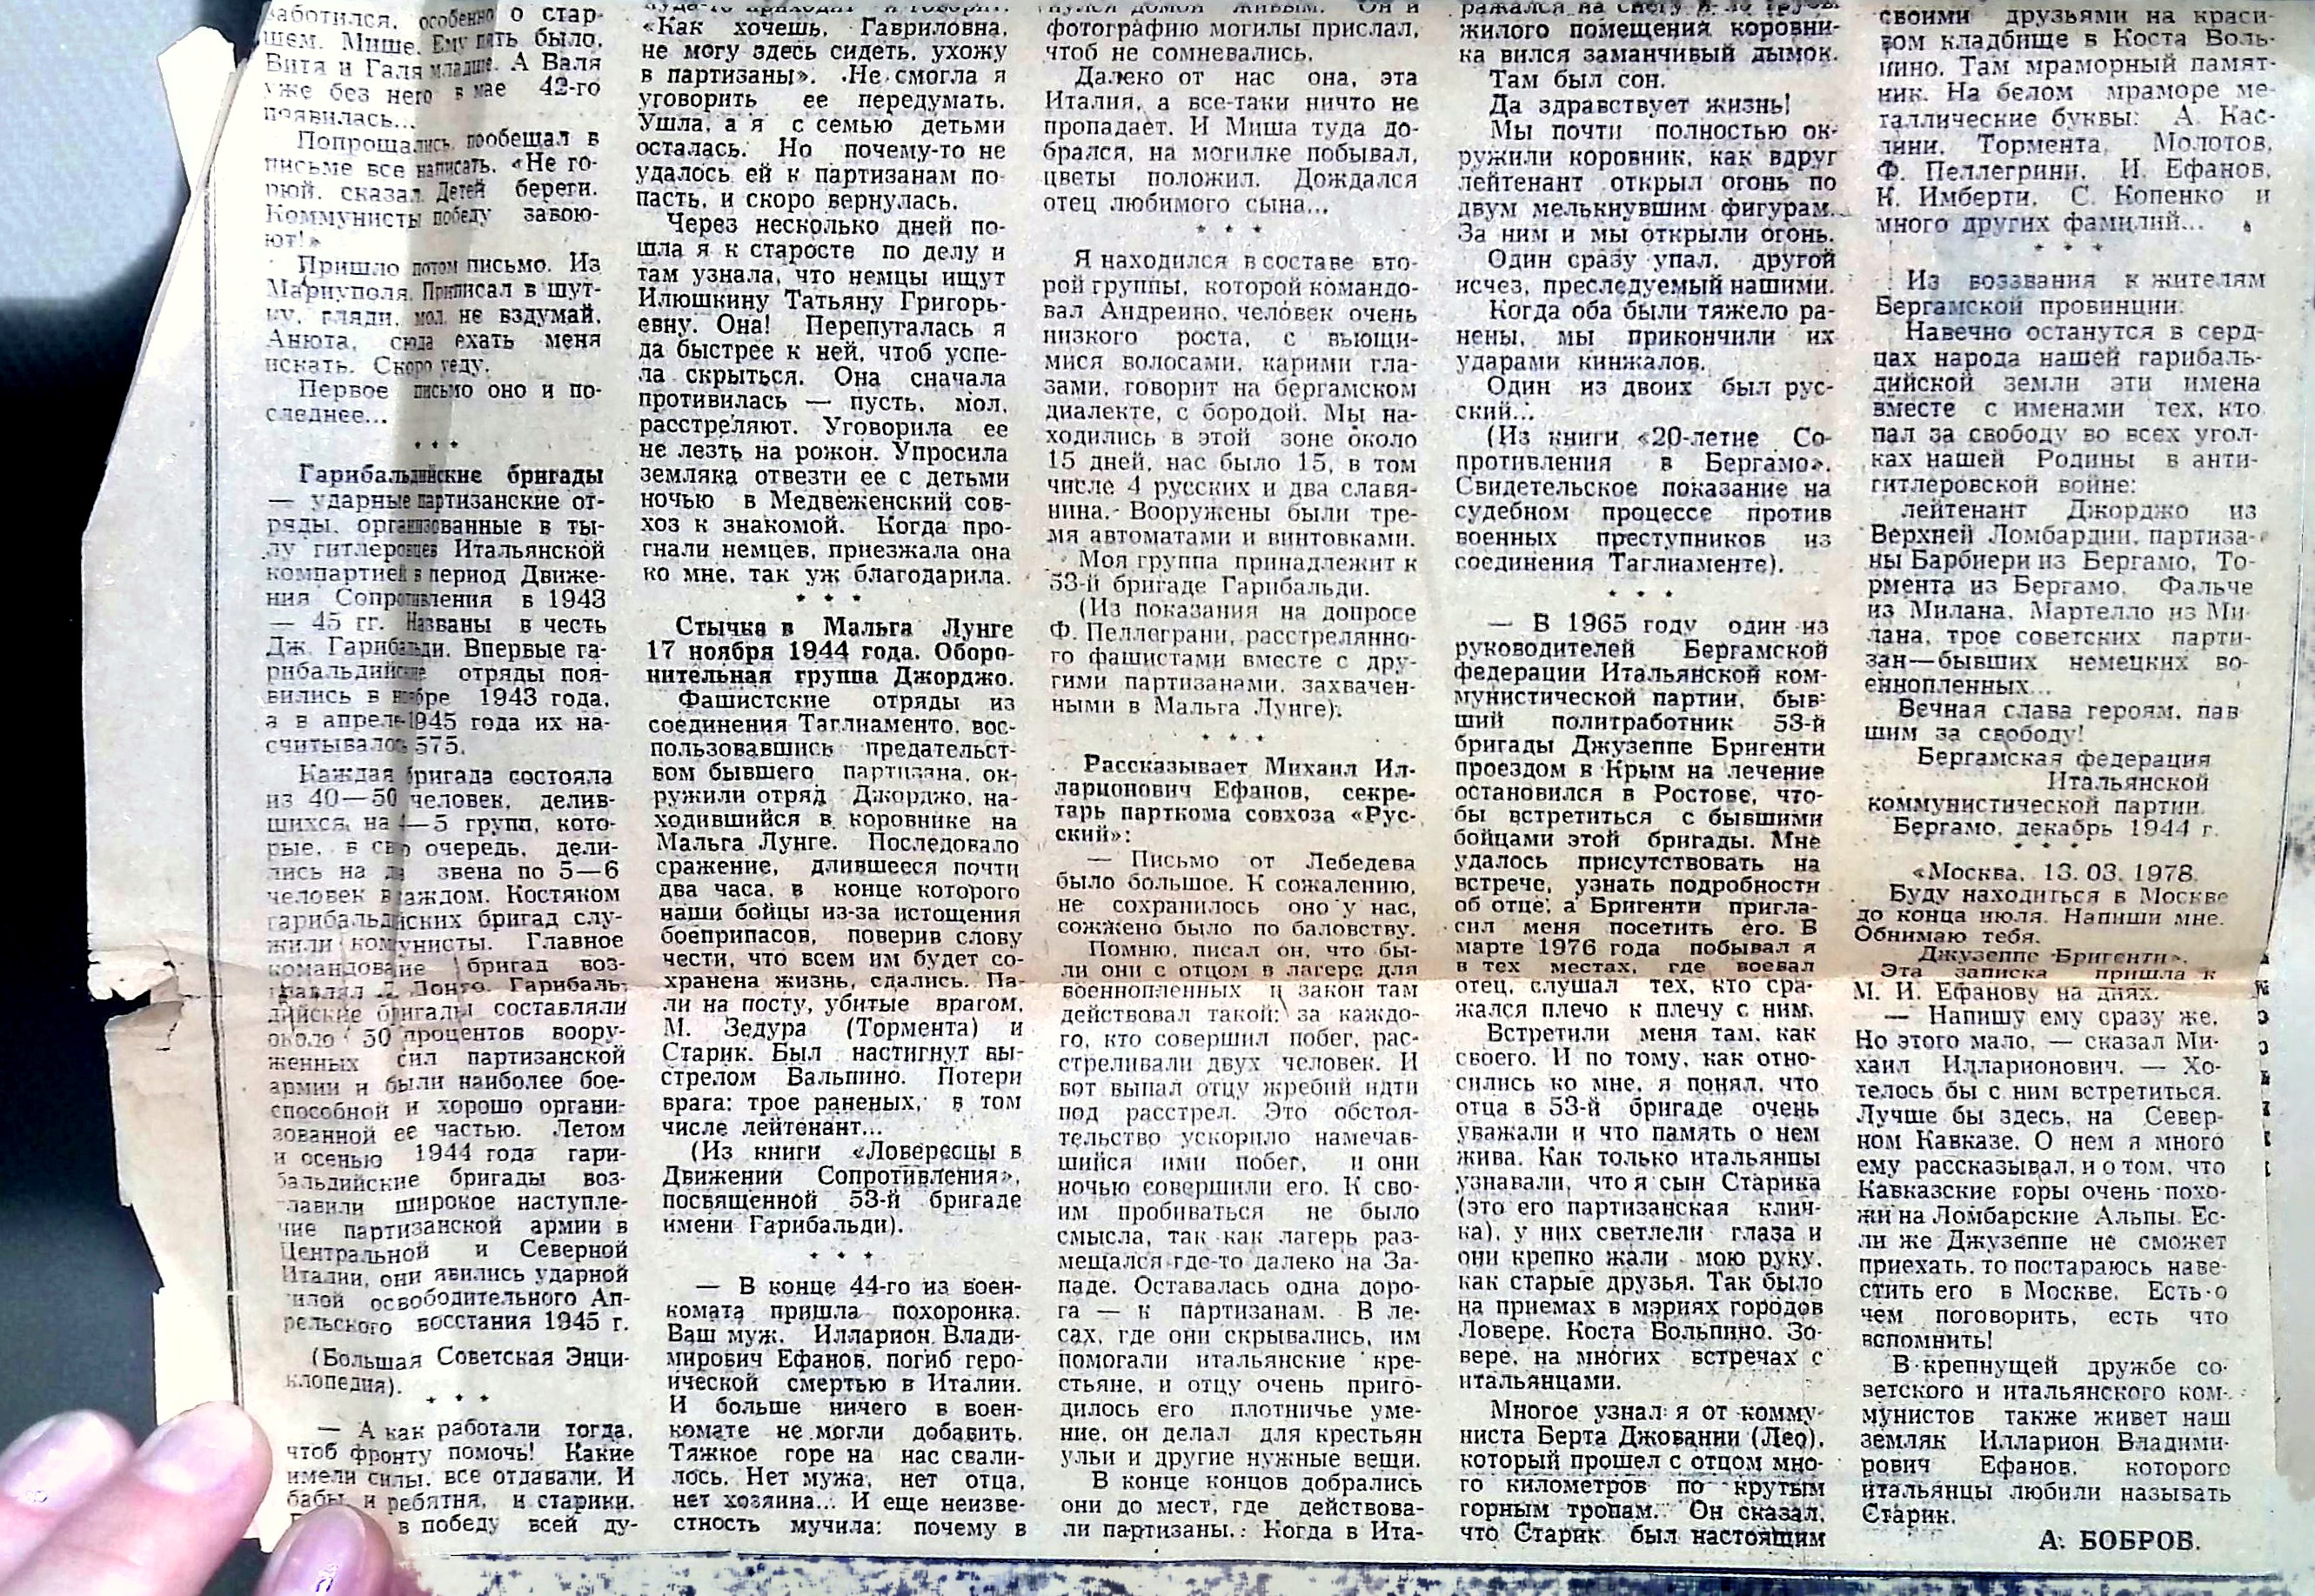 заботился, особенно о стар-
шем, Мише. Ему пять было,
Витя и Галя младше. А Валя
уже без него в мае 42-го
появилась...
Попрощались, пообещал в
письме все написать. «Не го-
рюй, сказал. Детей береги.
Коммунисты победу завою-
ют!»
Пришло потом письмо. Из
Мариуполя. Приписал в шут-
ку, гляди, мол, не вздумай,
Анюта, сюда ехать меня
искать. Скоро уеду.
Первое письмо оно и по-
следнее...
* * *
Гарибальдийские бригады
— ударные партизанские от-
ряды, организованные в ты-
лу гитлеровцев Итальянской
компартией в период Движе-
ния Сопротивления в 1943
— 45 гг. Названы в честь
Дж. Гарибальди. Впервые га-
рибальдийские отряды поя-
вились в ноябре 1943 года,
а в апреле 1945 года их на-
считывалось 575.
Каждая бригада состояла
из 40—50 человек, делив-
шихся на 4—5 групп, кото-
рые, в свою очередь, дели-
лись на два звена по 5—6
человек в каждом. Костяком
гарибальдийских бригад слу-
жили коммунисты. Главное
командование бригад воз-
главлял Л. Лонго. Гарибаль-
дийские бригады составляли
около 50 процентов воору-
женных сил партизанской
армии и были наиболее бое-
способной и хорошо органи-
зованной ее частью. Летом
и осенью 1944 года гари-
бальдийские бригады воз-
главили широкое наступле-
ние партизанской армии в
Центральной и Северной
Италии, они явились ударной
силой освободительного Ап-
рельского восстания 1945 г.
(Большая Советская Энци-
клопедия).
* * *
— А как работали тогда,
чтоб фронту помочь! Какие
имели силы, все отдавали. И
бабы, и ребятня, и старики.
в победу всей ду-
куда-то приходит и говорит:
«Как хочешь, Гавриловна,
не могу здесь сидеть, ухожу
в партизаны». Не смогла я
уговорить ее передумать.
Ушла, а я с семью детьми
осталась. Но почему-то не
удалось ей к партизанам по-
пасть, и скоро вернулась.
Через несколько дней по-
шла я к старосте по делу и
там узнала, что немцы ищут
Илюшкину Татьяну Григорь-
евну. Она! Перепугалась я
да быстрее к ней, чтоб успе-
ла скрыться. Она сначала
противилась — пусть, мол,
расстреляют. Уговорила ее
не лезть на рожон. Упросила
земляка отвезти ее с детьми
ночью в Медвеженский сов-
хоз к знакомой. Когда про-
гнали немцев, приезжала она
ко мне, так уж благодарила.
* * *
Стычка в Мальга Лунге
17 ноября 1944 года. Оборо-
нительная группа Джорджо.
Фашистские отряды из
соединения Таглиаменто, вос-
пользовавшись предательст-
вом бывшего партизана, ок-
ружили отряд Джорджо, на-
ходившийся в коровнике на
Мальга Лунге. Последовало
сражение, длившееся почти
два часа, в конце которого
наши бойцы из-за истощения
боеприпасов, поверив слову
чести, что всем им будет со-
хранена жизнь, сдались. Па-
ли на посту, убитые врагом,
М. Зедура (Тормента) и
Старик. Был настигнут вы-
стрелом Вальпино. Потери
врага: трое раненых, в том
числе лейтенант...
(Из книги «Ловересцы в
Движении Сопротивления»,
посвященной 53-й бригаде
имени Гарибальди).
* * *
— В конце 44-го из воен-
комата пришла похоронка.
Ваш муж, Илларион Влади-
мирович Ефанов, погиб геро-
ической смертью в Италии.
И больше ничего в воен-
комате не могли добавить.
Тяжкое горе на нас свали-
лось. Нет мужа, нет отца,
нет хозяина... И еще неизве-
стность мучила: почему в
нулся домой живым. Он и
фотографию могилы прислал,
чтоб не сомневались.
Далеко от нас она, эта
Италия, а все-таки ничто не
пропадает. И Миша туда до-
брался, на могилке побывал,
цветы положил. Дождался
отец любимого сына...
* * *
Я находился в составе вто-
рой группы, которой командо-
вал Андреино, человек очень
низкого роста, с вьющи-
мися волосами, карими гла-
зами, говорит на бергамском
диалекте, с бородой. Мы на-
ходились в этой зоне около
15 дней, нас было 15, в том
числе 4 русских и два славя-
нина. Вооружены были тре-
мя автоматами и винтовками.
Моя группа принадлежит к
53-й бригаде Гарибальди.
(Из показания на допросе
Ф. Пеллеграни, расстрелянно-
го фашистами вместе с дру-
гими партизанами, захвачен-
ными в Мальга Лунге).
* * *
Рассказывает Михаил Ил-
ларионович Ефанов, секре-
тарь парткома совхоза «Рус-
ский»:
— Письмо от Лебедева
было большое. К сожалению,
не сохранилось оно у нас,
сожжено было по баловству.
Помню, писал он, что бы-
ли они с отцом в лагере для
военнопленных и закон там
действовал такой: за каждо-
го, кто совершил побег, рас-
стреливали двух человек. И
вот выпал отцу жребий идти
под расстрел. Это обстоя-
тельство ускорило намечав-
шийся ими побег, и они
ночью совершили его. К сво-
им пробиваться не было
смысла, так как лагерь раз-
мещался где-то далеко на За-
паде. Оставалась одна доро-
га — к партизанам. В ле-
сах, где они скрывались, им
помогали итальянские кре-
стьяне, и отцу очень приго-
дилось его плотничье уме-
ние, он делал для крестьян
ульи и другие нужные вещи.
В конце концов добрались
они до мест, где действова-
ли партизаны. Когда в Ита-
ражался на снегу и из трубы
жилого помещения коровни-
ка вился заманчивый дымок.
Там был сон.
Да здравствует жизнь!
Мы почти полностью ок-
ружили коровник, как вдруг
лейтенант открыл огонь по
двум мелькнувшим фигурам.
За ним и мы открыли огонь.
Один сразу упал, другой
исчез, преследуемый нашими.
Когда оба были тяжело ра-
нены, мы прикончили их
ударами кинжалов.
Один из двоих был рус-
ский...
(Из книги «20-летие Со-
противления в Бергамо».
Свидетельское показание на
судебном процессе против
военных преступников из
соединения Таглиаменте).
* * *
— В 1965 году один из
руководителей Бергамской
федерации Итальянской ком-
мунистической партии, быв-
ший политработник 53-й
бригады Джузеппе Бригенти
проездом в Крым на лечение
остановился в Ростове, что-
бы встретиться с бывшими
бойцами этой бригады. Мне
удалось присутствовать на
встрече, узнать подробности
об отце, а Бригенти пригла-
сил меня посетить его. В
марте 1976 года побывал я
в тех местах, где воевал
отец, слушал тех, кто сра-
жался плечо к плечу с ним.
Встретили меня там, как
своего. И по тому, как отно-
сились ко мне, я понял, что
отца в 53-й бригаде очень
уважали и что память о нем
жива. Как только итальянцы
узнавали, что я сын Старика
(это его партизанская клич-
ка), у них светлели глаза и
они крепко жали мою руку,
как старые друзья. Так было
на приемах в мэриях городов
Ловере, Коста Вольпино, Зо-
вере, на многих встречах с
итальянцами.
Многое узнал я от комму-
ниста Берта Джованни (Лео),
который прошел с отцом мно-
го километров по крутым
горным тропам. Он сказал,
что Старик был настоящим
своими друзьями на краси-
вом кладбище в Коста Воль-
пино. Там мраморный памят-
ник. На белом мраморе ме-
таллические буквы: А. Кас-
лини, Тормента, Молотов,
Ф. Пеллегрини, И. Ефанов,
К. Имберти, С. Копенко и
много других фамилий...
* * *
Из воззвания к жителям
Бергамской провинции:
Навечно останутся в серд-
цах народа нашей гарибаль-
дийской земли эти имена
вместе с именами тех, кто
пал за свободу во всех угол-
ках нашей Родины в анти-
гитлеровской войне:
лейтенант Джорджо из
Верхней Ломбардии, партиза-
ны Барбиери из Бергамо, То-
рмента из Бергамо, Фальче
из Милана, Мартелло из Ми-
лана, трое советских парти-
зан—бывших немецких во-
еннопленных...
Вечная слава героям, пав
шим за свободу!
Бергамская федерация
Итальянской
коммунистической партии.
Бергамо, декабрь 1944 г.
* * *
«Москва, 13. 03. 1978.
Буду находиться в Москве
до конца июля. Напиши мне.
Обнимаю тебя.
Джузеппе Бригенти».
Эта записка пришла к
М. И. Ефанову на днях.
— Напишу ему сразу же.
Но этого мало, — сказал Ми-
хаил Илларионович. — Хо-
телось бы с ним встретиться.
Лучше бы здесь, на Север-
ном Кавказе. О нем я много
ему рассказывал, и о том, что
Кавказские горы очень похо-
жи на Ломбарские Альпы. Ес-
ли же Джузеппе не сможет
приехать, то постараюсь наве-
стить его в Москве. Есть о
чем поговорить, есть что
вспомнить!
В крепнущей дружбе со-
ветского и итальянского ком-
мунистов также живет наш
земляк Илларион Владими-
рович Ефанов, которого
итальянцы любили называть
Старик.
А. БОБРОВ.